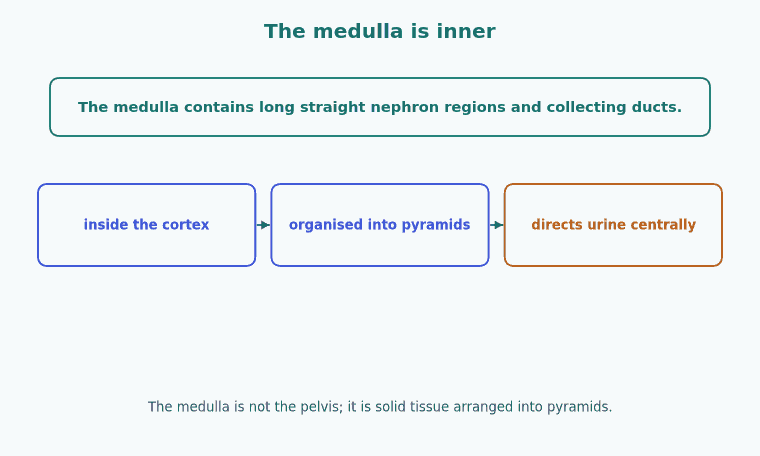 The medulla is inner
The medulla contains long straight nephron regions and collecting ducts.
inside the cortex
organised into pyramids
directs urine centrally
The medulla is not the pelvis; it is solid tissue arranged into pyramids.